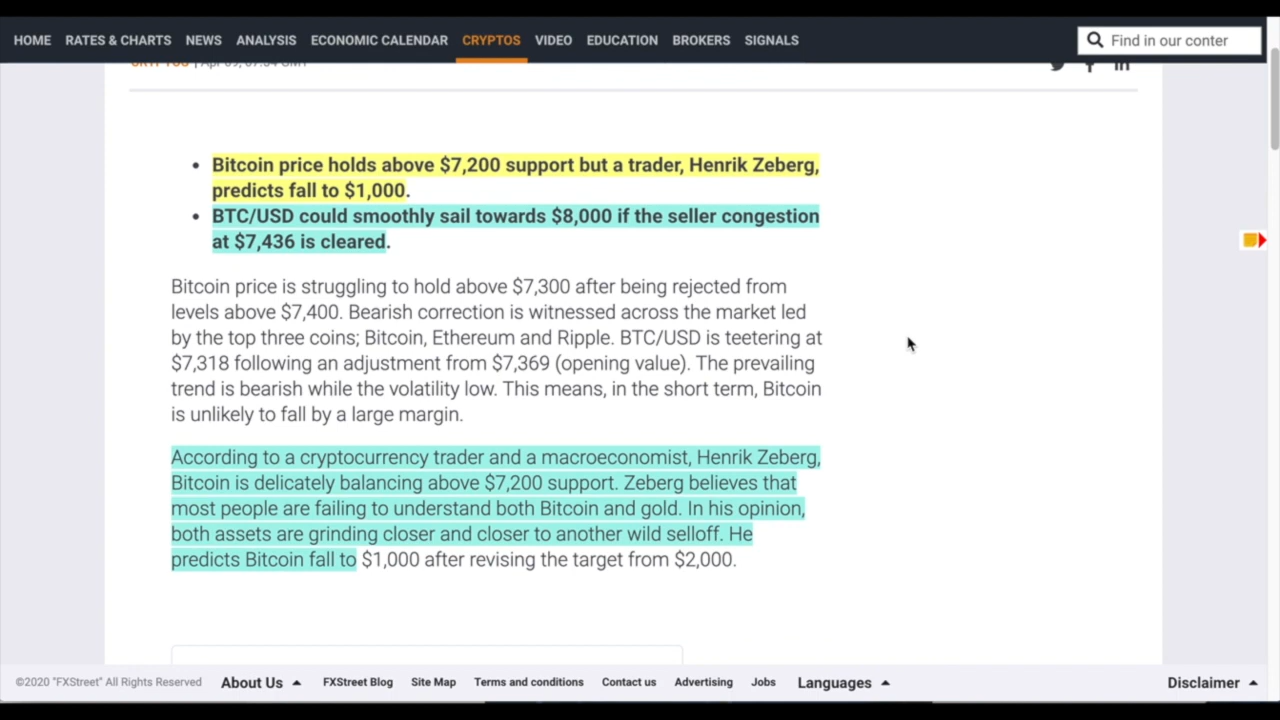 HOME RATES & CHARTS NEWS ANALYSIS ECONOMIC CALENDAR CRYPTOS VIDEO EDUCATION BROKERS SIGNALS Find in our conter
Bitcoin price holds above $7,200 support but a trader, Henrik Zeberg,
predicts fall to $1,000.
BTC/USD could smoothly sail towards $8,000 if the seller congestion
at $7,436 is cleared.
Bitcoin price is struggling to hold above $7,300 after being rejected from
levels above $7,400. Bearish correction is witnessed across the market led
by the top three coins; Bitcoin, Ethereum and Ripple. BTC/USD is teetering at
$7,318 following an adjustment from $7,369 (opening value). The prevailing
trend is bearish while the volatility low. This means, in the short term, Bitcoin
is unlikely to fall by a large margin.
According to a cryptocurrency trader and a macroeconomist, Henrik Zeberg,
Bitcoin is delicately balancing above $7,200 support. Zeberg believes that
most people are failing to understand both Bitcoin and gold. In his opinion,
both assets are grinding closer and closer to another wild selloff. He
predicts Bitcoin fall to $1,000 after revising the target from $2,000.
©2020 "FXStreet" All Rights Reserved About Us FXStreet Blog Site Map Terms and conditions Contact us Advertising Jobs Languages Disclaimer